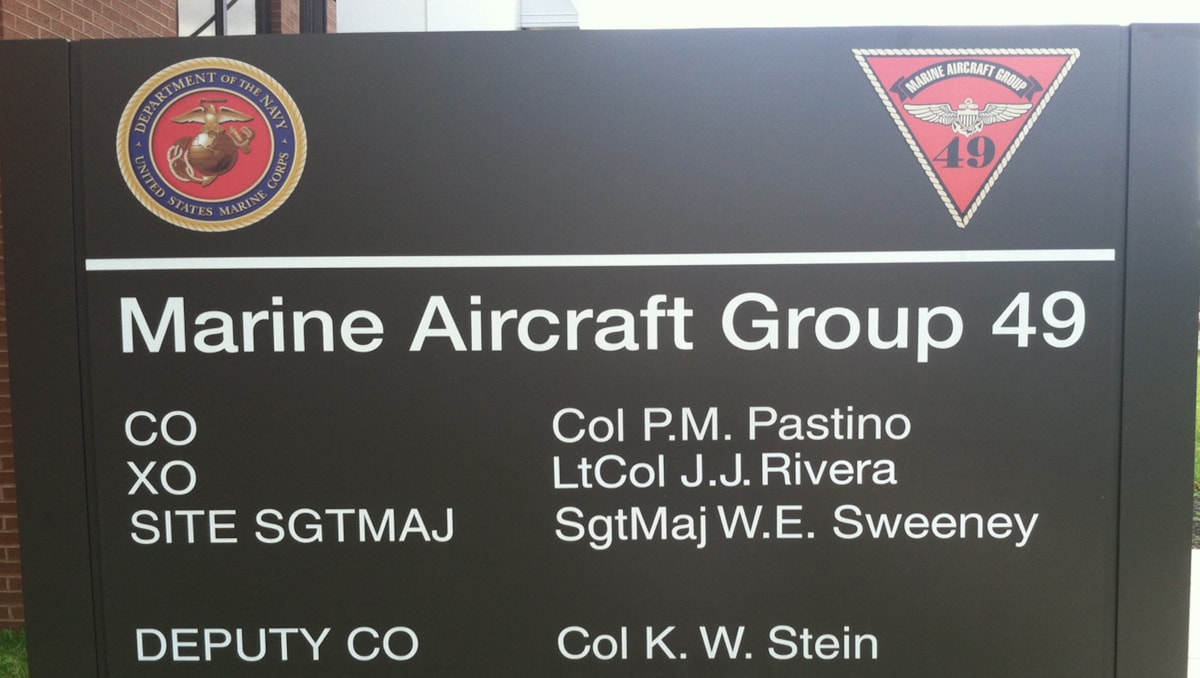 DEPARTMENT OF THE NAVY
UNITED STATES MARINE CORPS
MARINE AIRCRAFT GROUP
49
Marine Aircraft Group 49
CO Col P.M. Pastino
XO LtCol J.J. Rivera
SITE SGTMAJ SgtMaj W.E. Sweeney
DEPUTY CO Col K. W. Stein